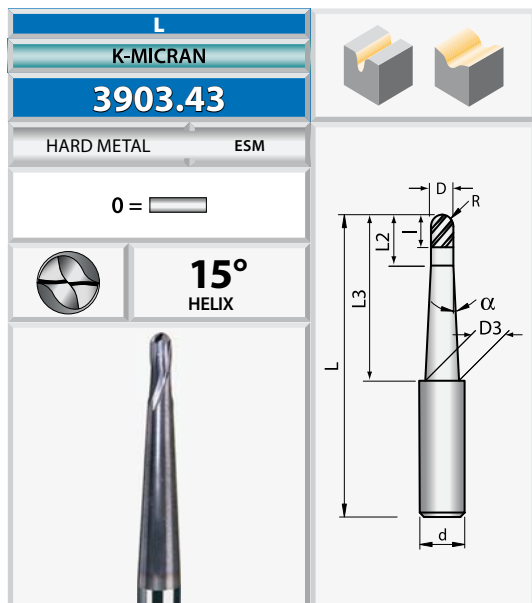 L
K-MICRAN
3903.43
HARD METAL
ESM
0 =
15°
HELIX
D
R
l
L2
L3
L
α
D3
d